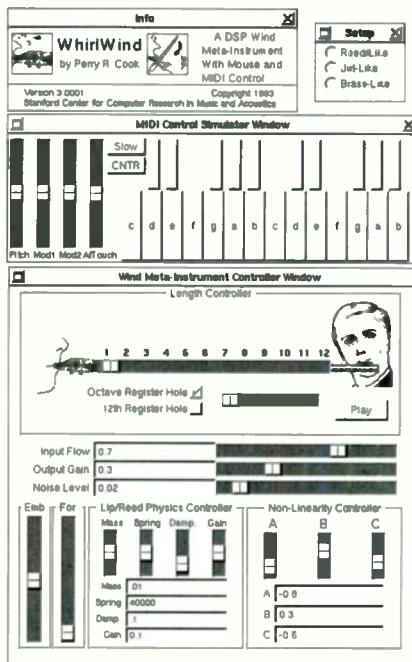 Info
WhirlWind
by Perry R Cook
A DSP Wind
Meta-Instrument
With Mouse and
MIDI Control
Version 3.0001
Copyright 1993
Stanford Center for Computer Research in Music and Acoustics
Setup
Reed-Like
Jet-Like
Brass-Like
MIDI Control Simulator Window
Slow
CNTR
Pitch Mod1 Mod2 AfTouch
c d e f g a b c d e f g a b
Wind Meta-Instrument Controller Window
Length Controller
1 2 3 4 5 6 7 8 9 10 11 12
Octave Register Hole
12th Register Hole
Play
Input Flow 0.7
Output Gain 0.3
Noise Level 0.02
Emb
For
Lip/Reed Physics Controller
Mass Spring Damp. Gain
Mass .01
Spring 40000
Damp .1
Gain 0.1
Non-Linearity Controller
A B C
A -0.8
B 0.3
C -0.6